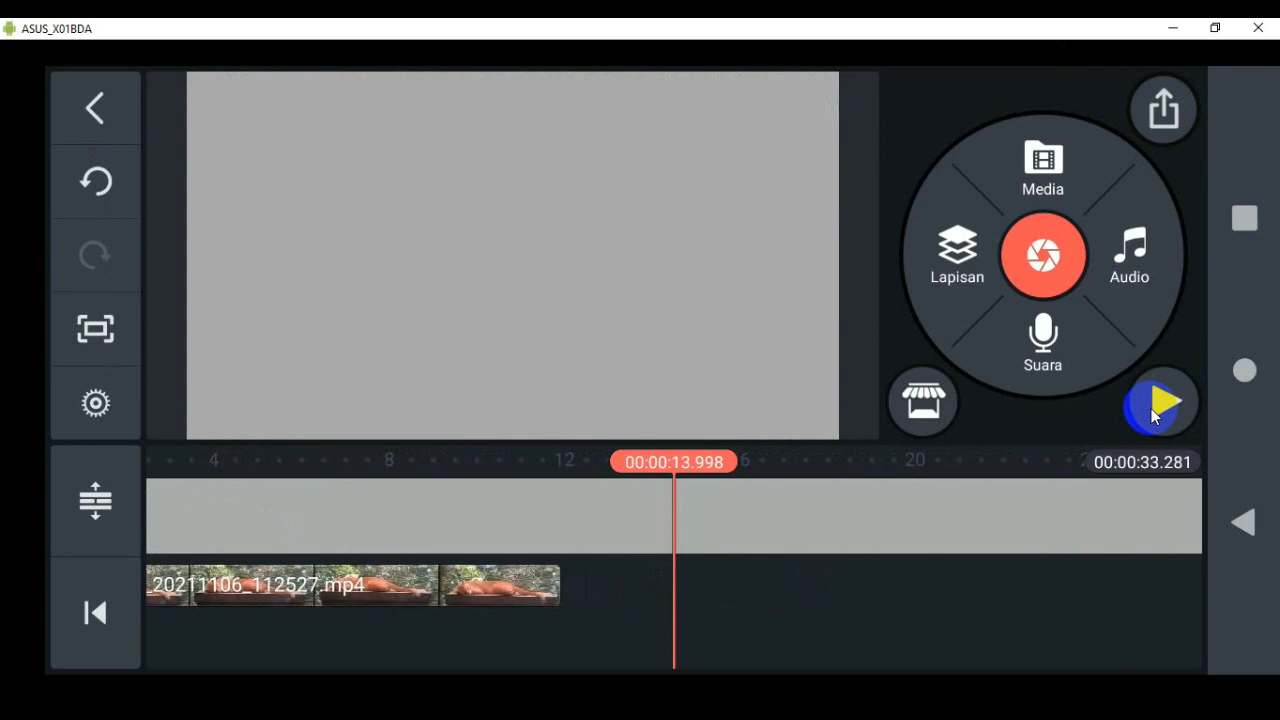 ASUS_X01BDA
Media
Lapisan
Audio
Suara
4
8
12
00:00:13.998
6
20
00:00:33.281
20211106_112527.mp4